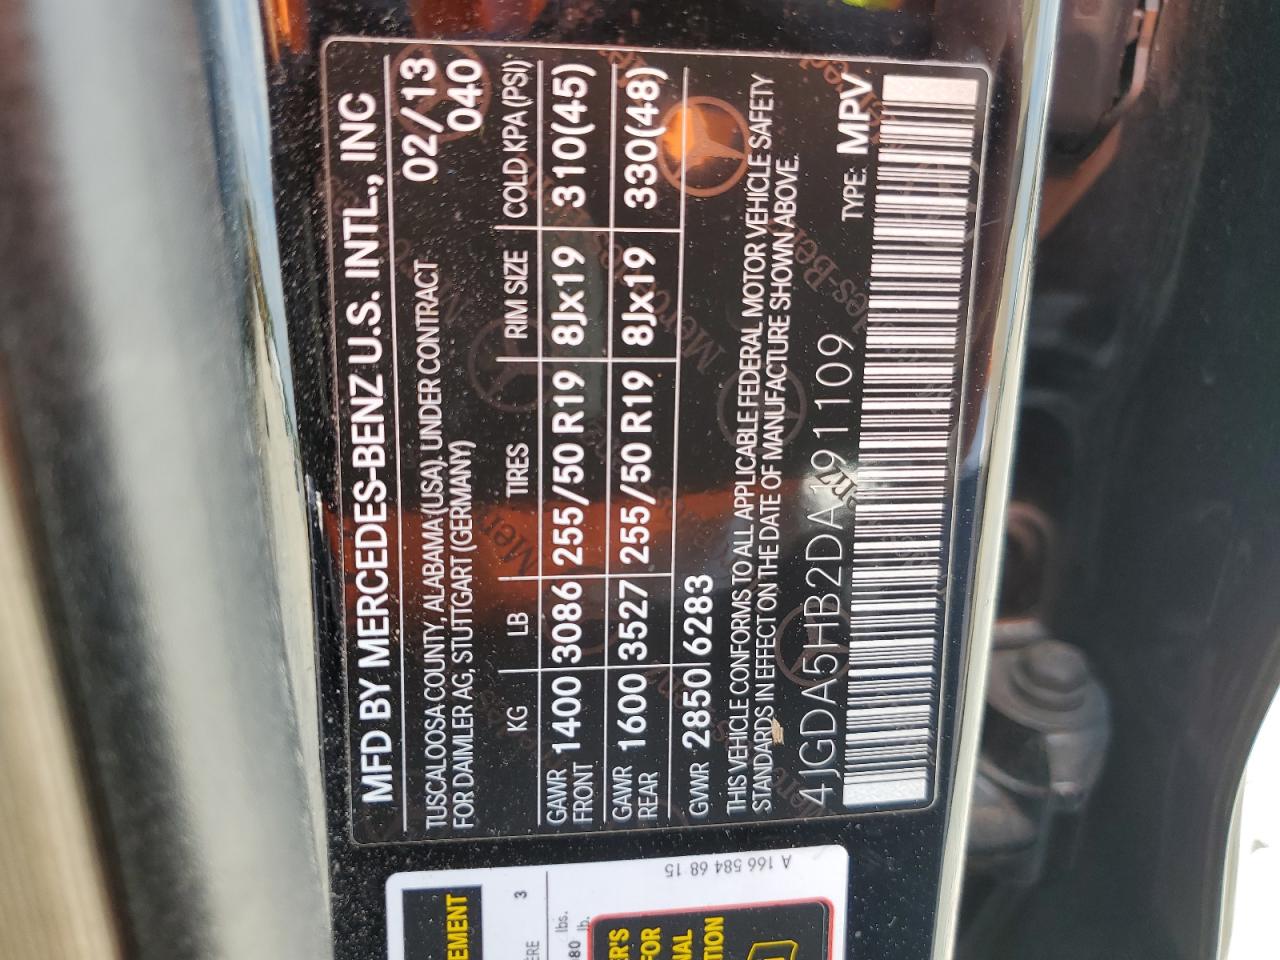 MFD BY MERCEDES-BENZ U.S. INTL., INC
TUSCALOOSA COUNTY, ALABAMA (USA), UNDER CONTRACT 02/13
FOR DAIMLER AG, STUTTGART (GERMANY) 040
KG LB TIRES RIM SIZE COLD KPA (PSI)
GAWR FRONT 1400 3086 255/50 R19 8Jx19 310(45)
GAWR REAR 1600 3527 255/50 R19 8Jx19 330(48)
GVWR 2850 6283
THIS VEHICLE CONFORMS TO ALL APPLICABLE FEDERAL MOTOR VEHICLE SAFETY
STANDARDS IN EFFECT ON THE DATE OF MANUFACTURE SHOWN ABOVE.
4JGDA5HB2DA191109 TYPE: MPV
A 166 584 68 15
3
lbs.
lb.